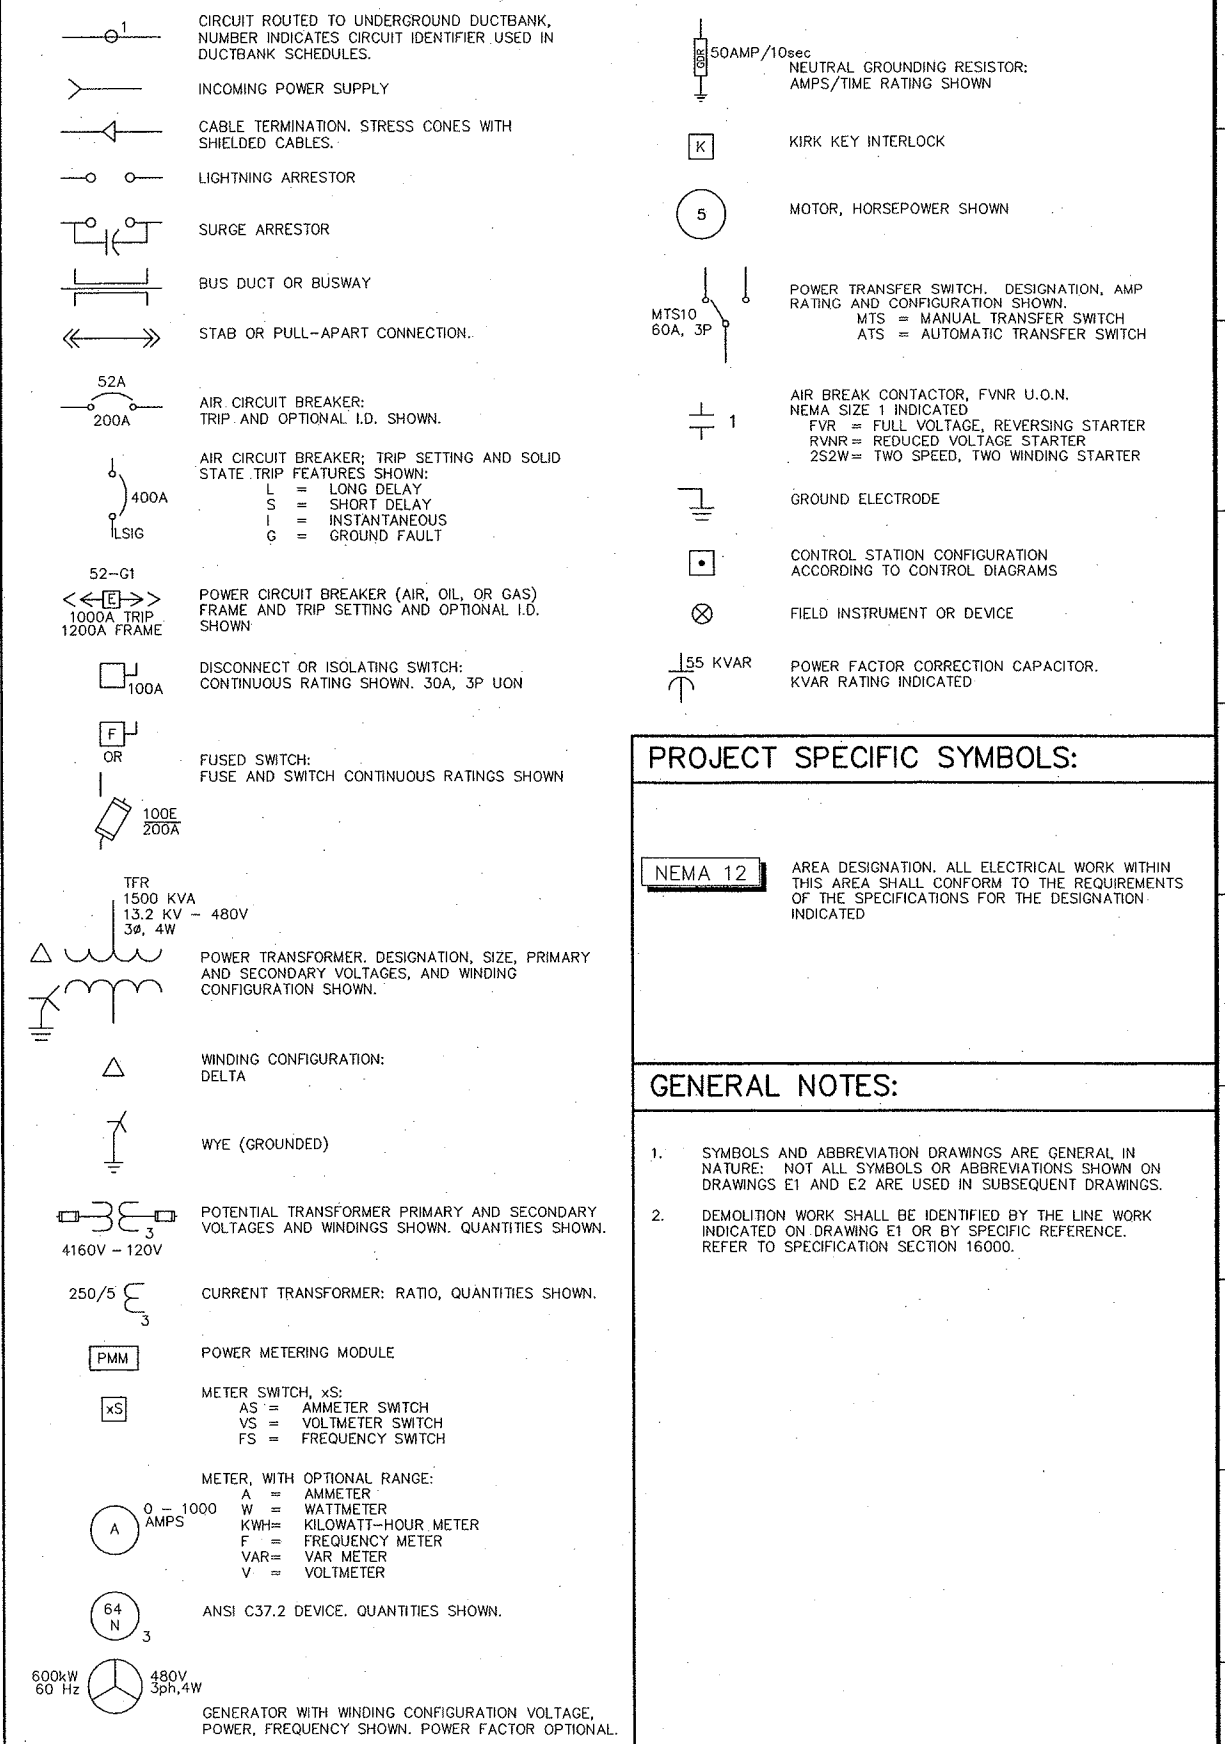 1
CIRCUIT ROUTED TO UNDERGROUND DUCTBANK,
NUMBER INDICATES CIRCUIT IDENTIFIER USED IN
DUCTBANK SCHEDULES.
INCOMING POWER SUPPLY
CABLE TERMINATION. STRESS CONES WITH
SHIELDED CABLES.
LIGHTNING ARRESTOR
SURGE ARRESTOR
BUS DUCT OR BUSWAY
STAB OR PULL-APART CONNECTION.
52A
200A
AIR CIRCUIT BREAKER:
TRIP AND OPTIONAL I.D. SHOWN.
400A
LSIG
AIR CIRCUIT BREAKER; TRIP SETTING AND SOLID
STATE TRIP FEATURES SHOWN:
L = LONG DELAY
S = SHORT DELAY
I = INSTANTANEOUS
G = GROUND FAULT
52-G1
E
1000A TRIP
1200A FRAME
POWER CIRCUIT BREAKER (AIR, OIL, OR GAS)
FRAME AND TRIP SETTING AND OPTIONAL I.D.
SHOWN
100A
DISCONNECT OR ISOLATING SWITCH:
CONTINUOUS RATING SHOWN. 30A, 3P UON
F
OR
100E
200A
FUSED SWITCH:
FUSE AND SWITCH CONTINUOUS RATINGS SHOWN
TFR
1500 KVA
13.2 KV - 480V
3Ø, 4W
POWER TRANSFORMER. DESIGNATION, SIZE, PRIMARY
AND SECONDARY VOLTAGES, AND WINDING
CONFIGURATION SHOWN.
WINDING CONFIGURATION:
DELTA
WYE (GROUNDED)
3
4160V - 120V
POTENTIAL TRANSFORMER PRIMARY AND SECONDARY
VOLTAGES AND WINDINGS SHOWN. QUANTITIES SHOWN.
250/5
3
CURRENT TRANSFORMER: RATIO, QUANTITIES SHOWN.
PMM
POWER METERING MODULE
xS
METER SWITCH, xS:
AS = AMMETER SWITCH
VS = VOLTMETER SWITCH
FS = FREQUENCY SWITCH
A
0 - 1000
AMPS
METER, WITH OPTIONAL RANGE:
A = AMMETER
W = WATTMETER
KWH= KILOWATT-HOUR METER
F = FREQUENCY METER
VAR= VAR METER
V = VOLTMETER
64
N
3
ANSI C37.2 DEVICE. QUANTITIES SHOWN.
600kW
60 Hz
480V
3ph,4W
GENERATOR WITH WINDING CONFIGURATION VOLTAGE,
POWER, FREQUENCY SHOWN. POWER FACTOR OPTIONAL.
GDR
50AMP/10sec
NEUTRAL GROUNDING RESISTOR:
AMPS/TIME RATING SHOWN
K
KIRK KEY INTERLOCK
5
MOTOR, HORSEPOWER SHOWN
MTS10
60A, 3P
POWER TRANSFER SWITCH. DESIGNATION, AMP
RATING AND CONFIGURATION SHOWN.
MTS = MANUAL TRANSFER SWITCH
ATS = AUTOMATIC TRANSFER SWITCH
1
AIR BREAK CONTACTOR, FVNR U.O.N.
NEMA SIZE 1 INDICATED
FVR = FULL VOLTAGE, REVERSING STARTER
RVNR= REDUCED VOLTAGE STARTER
2S2W= TWO SPEED, TWO WINDING STARTER
GROUND ELECTRODE
CONTROL STATION CONFIGURATION
ACCORDING TO CONTROL DIAGRAMS
FIELD INSTRUMENT OR DEVICE
55 KVAR
POWER FACTOR CORRECTION CAPACITOR.
KVAR RATING INDICATED
PROJECT SPECIFIC SYMBOLS:
NEMA 12
AREA DESIGNATION. ALL ELECTRICAL WORK WITHIN
THIS AREA SHALL CONFORM TO THE REQUIREMENTS
OF THE SPECIFICATIONS FOR THE DESIGNATION
INDICATED
GENERAL NOTES:
1. SYMBOLS AND ABBREVIATION DRAWINGS ARE GENERAL IN
NATURE: NOT ALL SYMBOLS OR ABBREVIATIONS SHOWN ON
DRAWINGS E1 AND E2 ARE USED IN SUBSEQUENT DRAWINGS.
2. DEMOLITION WORK SHALL BE IDENTIFIED BY THE LINE WORK
INDICATED ON DRAWING E1 OR BY SPECIFIC REFERENCE.
REFER TO SPECIFICATION SECTION 16000.